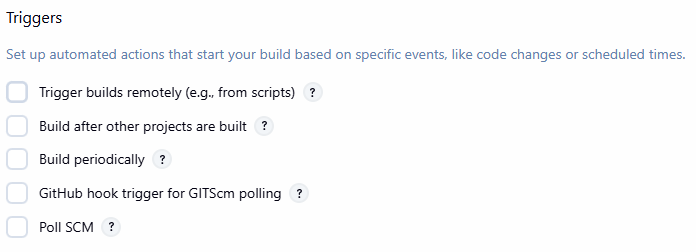 Triggers
Set up automated actions that start your build based on specific events, like code changes or scheduled times.
Trigger builds remotely (e.g., from scripts) ?
Build after other projects are built ?
Build periodically ?
GitHub hook trigger for GITScm polling ?
Poll SCM ?